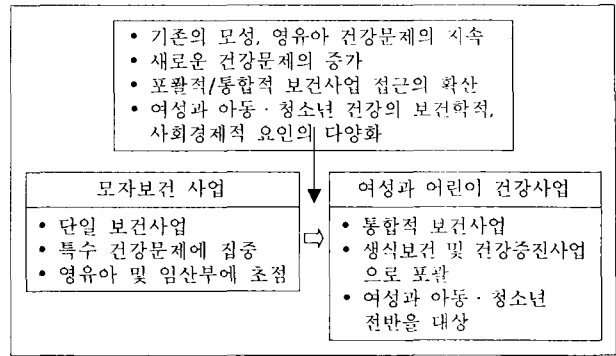 • 기존의 모성, 영유아 건강문제의 지속
• 새로운 건강문제의 증가
• 포괄적/통합적 보건사업 접근의 확산
• 여성과 아동 · 청소년 건강의 보건학적,
사회경제적 요인의 다양화
모자보건 사업
• 단일 보건사업
• 특수 건강문제에 집중
• 영유아 및 임산부에 초점
여성과 어린이 건강사업
• 통합적 보건사업
• 생식보건 및 건강증진사업
으로 포괄
• 여성과 아동 · 청소년
전반을 대상